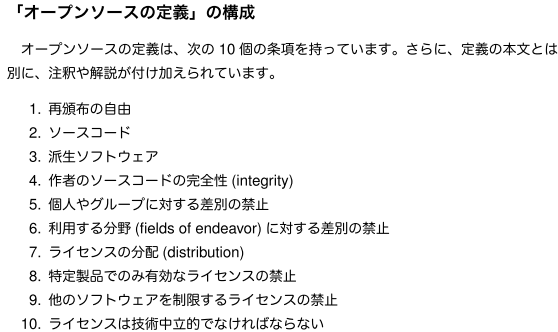 「オープンソースの定義」の構成
オープンソースの定義は、次の 10 個の条項を持っています。さらに、定義の本文とは
別に、注釈や解説が付け加えられています。
1. 再頒布の自由
2. ソースコード
3. 派生ソフトウェア
4. 作者のソースコードの完全性 (integrity)
5. 個人やグループに対する差別の禁止
6. 利用する分野 (fields of endeavor) に対する差別の禁止
7. ライセンスの分配 (distribution)
8. 特定製品でのみ有効なライセンスの禁止
9. 他のソフトウェアを制限するライセンスの禁止
10. ライセンスは技術中立的でなければならない